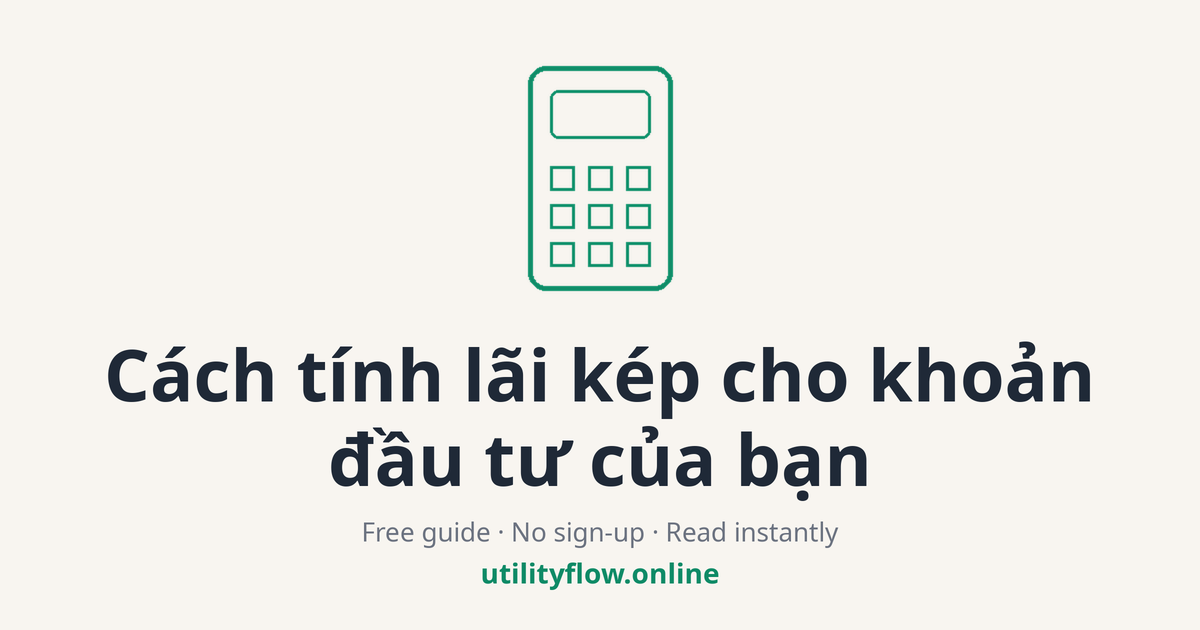 Cách tính lãi kép cho khoản
đầu tư của bạn
Free guide · No sign-up · Read instantly
utilityflow.online